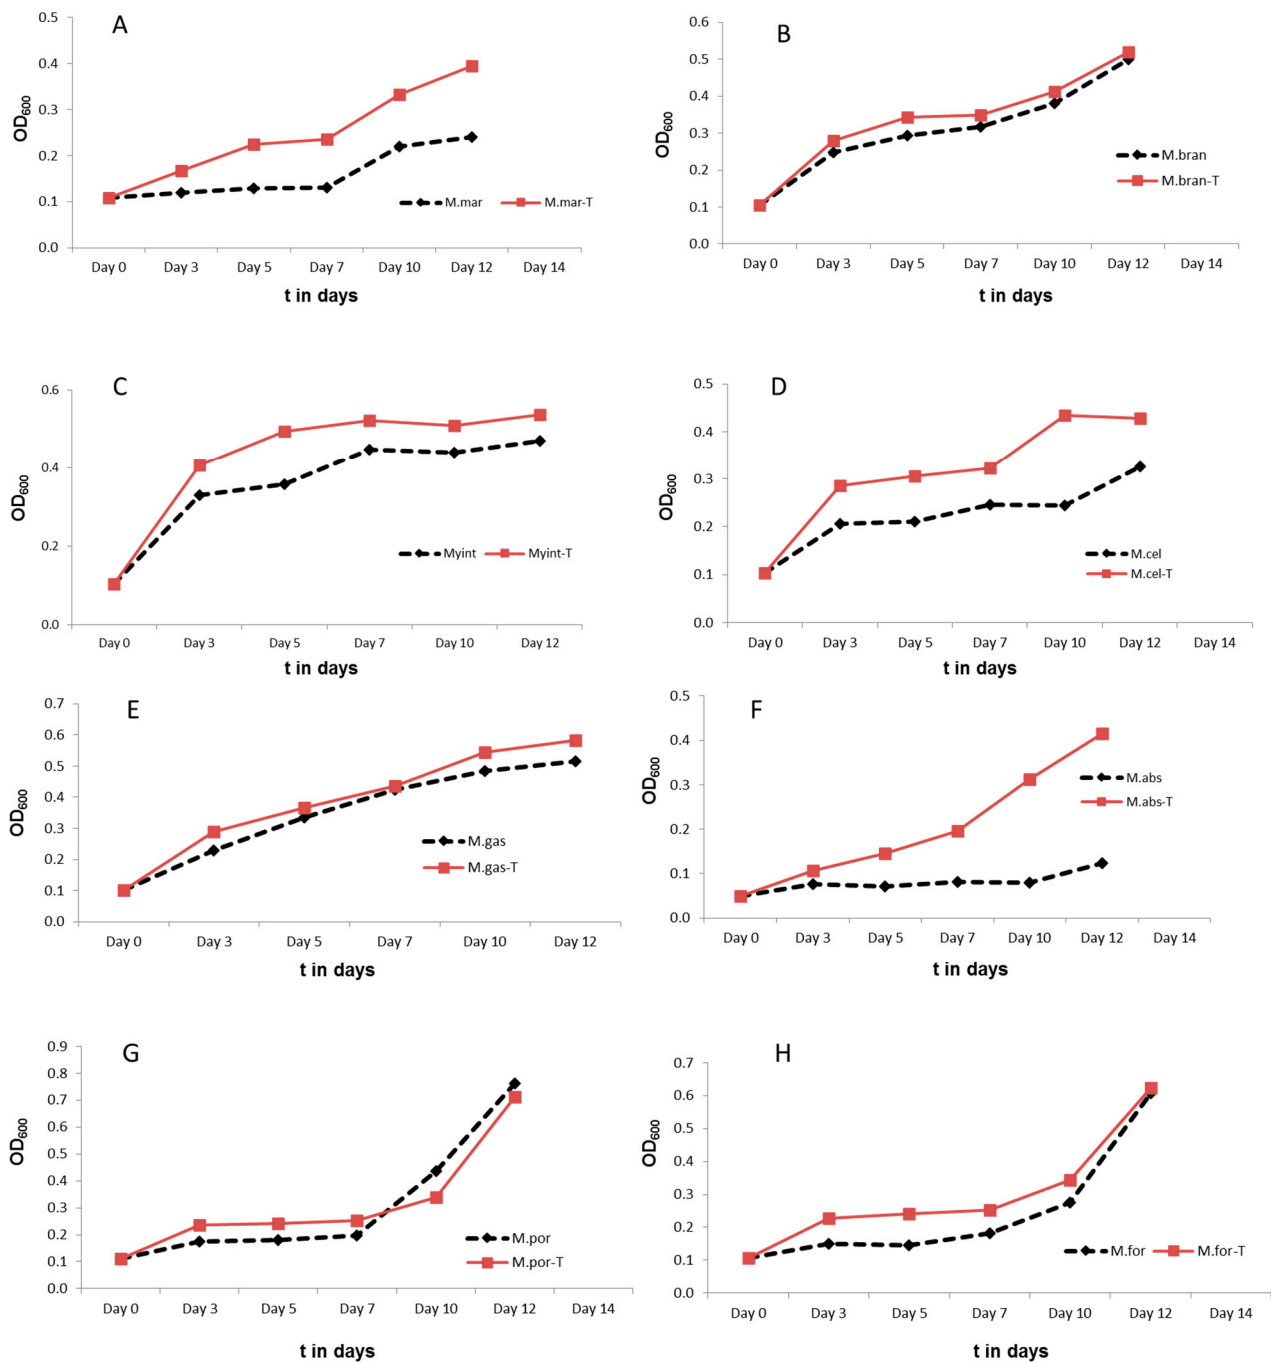 A
OD600
0.5
0.4
0.3
0.2
0.1
0.0
M.mar M.mar-T
Day 0 Day 3 Day 5 Day 7 Day 10 Day 12 Day 14
t in days
B
OD600
0.6
0.5
0.4
0.3
0.2
0.1
0.0
M.bran
M.bran-T
Day 0 Day 3 Day 5 Day 7 Day 10 Day 12 Day 14
t in days
C
OD600
0.6
0.4
0.2
0.0
Myint Myint-T
Day 0 Day 3 Day 5 Day 7 Day 10 Day 12
t in days
D
OD600
0.5
0.4
0.3
0.2
0.1
0.0
M.cel
M.cel-T
Day 0 Day 3 Day 5 Day 7 Day 10 Day 12 Day 14
t in days
E
OD600
0.7
0.6
0.5
0.4
0.3
0.2
0.1
0.0
M.gas
M.gas-T
Day 0 Day 3 Day 5 Day 7 Day 10 Day 12
t in days
F
OD600
0.5
0.4
0.3
0.2
0.1
0.0
M.abs
M.abs-T
Day 0 Day 3 Day 5 Day 7 Day 10 Day 12 Day 14
t in days
G
OD600
0.9
0.8
0.7
0.6
0.5
0.4
0.3
0.2
0.1
0.0
M.por
M.por-T
Day 0 Day 3 Day 5 Day 7 Day 10 Day 12 Day 14
t in days
H
OD600
0.7
0.6
0.5
0.4
0.3
0.2
0.1
0.0
M.for M.for-T
Day 0 Day 3 Day 5 Day 7 Day 10 Day 12 Day 14
t in days